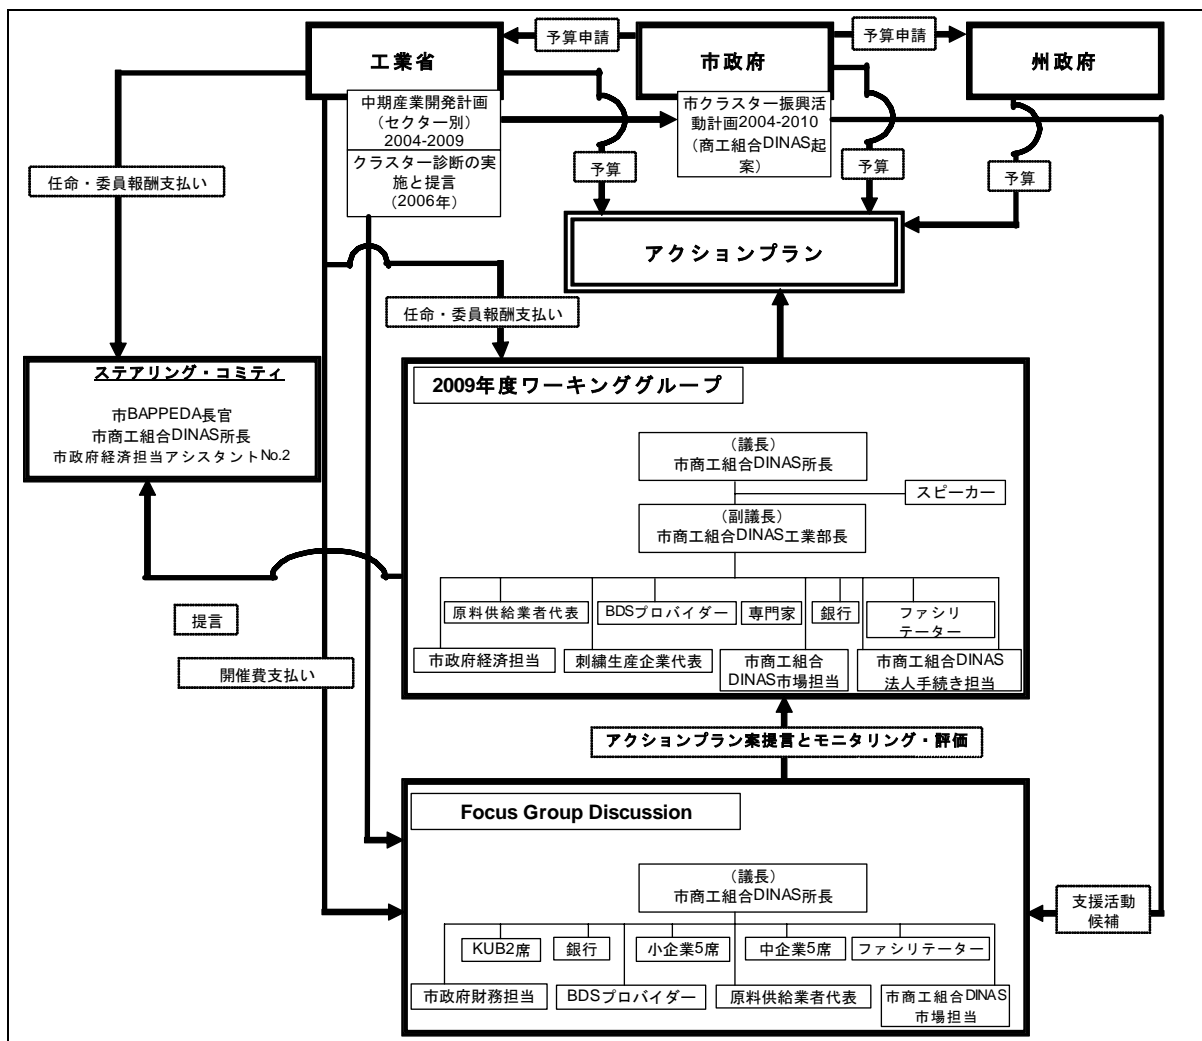 予算申請
予算申請
工業省
市政府
州政府
中期産業開発計画
（セクター別）
2004-2009
クラスター診断の実
施と提言
（2006年）
市クラスター振興活
動計画2004-2010
（商工組合DINAS起
案）
任命・委員報酬支払い
予算
予算
予算
アクションプラン
任命・委員報酬支払い
ステアリング・コミティ
市BAPPEDA長官
市商工組合DINAS所長
市政府経済担当アシスタントNo.2
2009年度ワーキンググループ
（議長）
市商工組合DINAS所長
スピーカー
（副議長）
市商工組合DINAS工業部長
原料供給業者代表
BDSプロバイダー
専門家
銀行
ファシリ
テーター
市政府経済担当
刺繍生産企業代表
市商工組合
DINAS市場担当
市商工組合DINAS
法人手続き担当
提言
開催費支払い
アクションプラン案提言とモニタリング・評価
Focus Group Discussion
（議長）
市商工組合DINAS所長
支援活動
候補
KUB2席
銀行
小企業5席
中企業5席
ファシリテーター
市政府財務担当
BDSプロバイダー
原料供給業者代表
市商工組合DINAS
市場担当